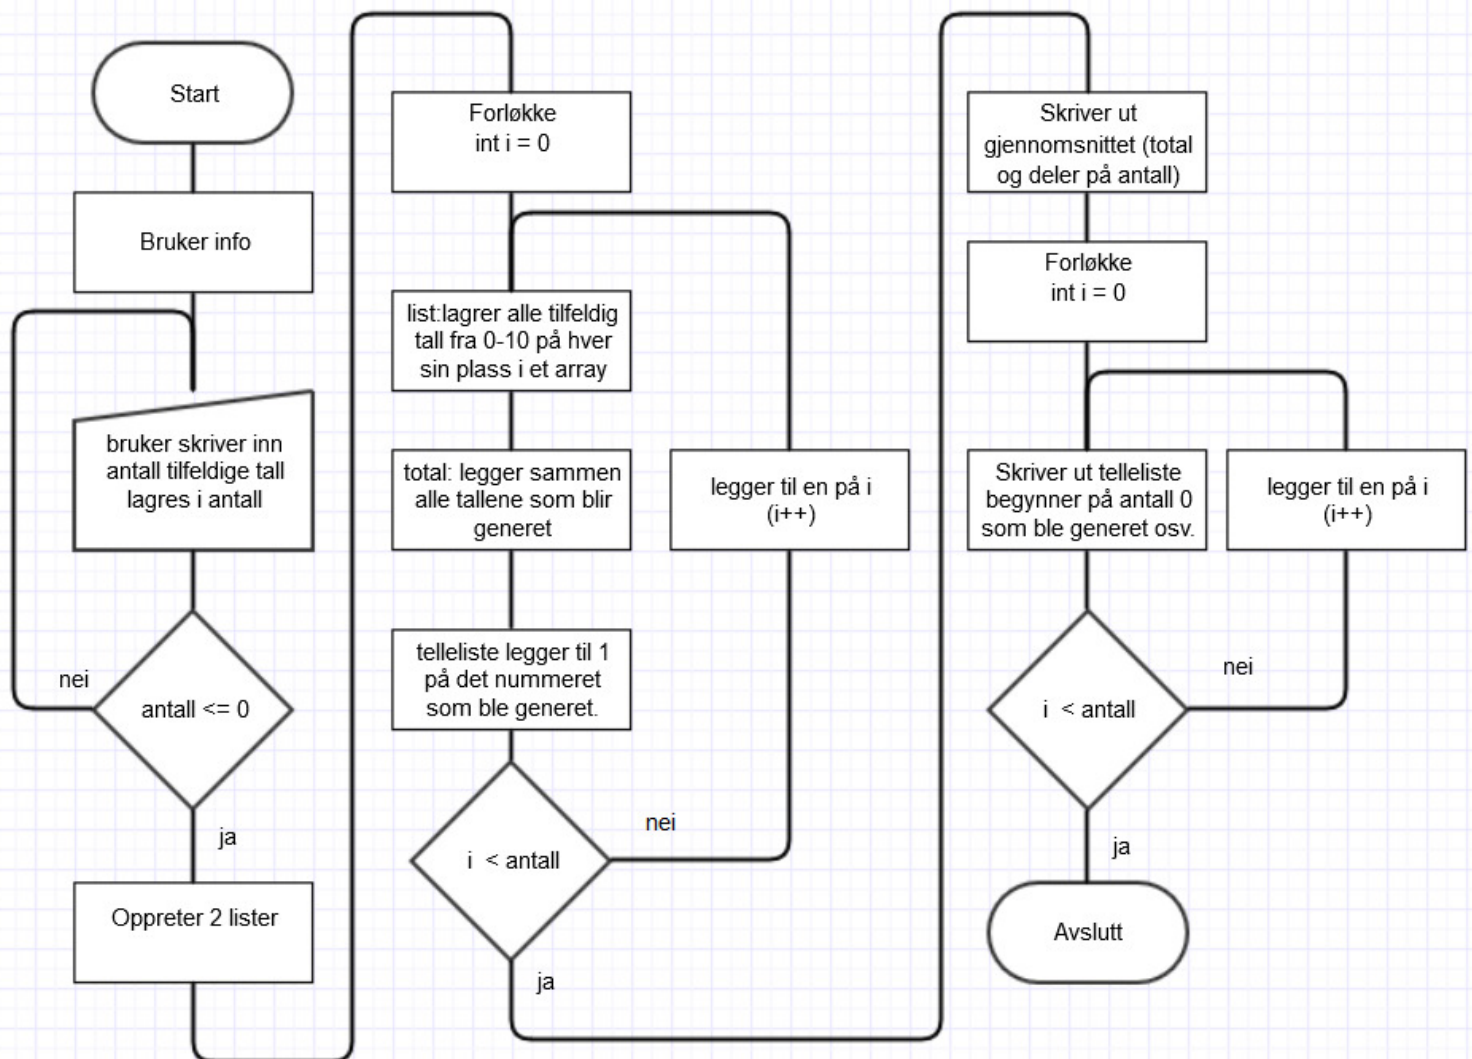 Start
Bruker info
bruker skriver inn
antall tilfeldige tall
lagres i antall
nei
antall <= 0
ja
Oppreter 2 lister
Forløkke
int i = 0
list:lagrer alle tilfeldig
tall fra 0-10 på hver
sin plass i et array
total: legger sammen
alle tallene som blir
generet
legger til en på i
(i++)
telleliste legger til 1
på det nummeret
som ble generet.
i < antall
nei
ja
Skriver ut
gjennomsnittet (total
og deler på antall)
Forløkke
int i = 0
Skriver ut telleliste
begynner på antall 0
som ble generet osv.
legger til en på i
(i++)
i < antall
nei
ja
Avslutt